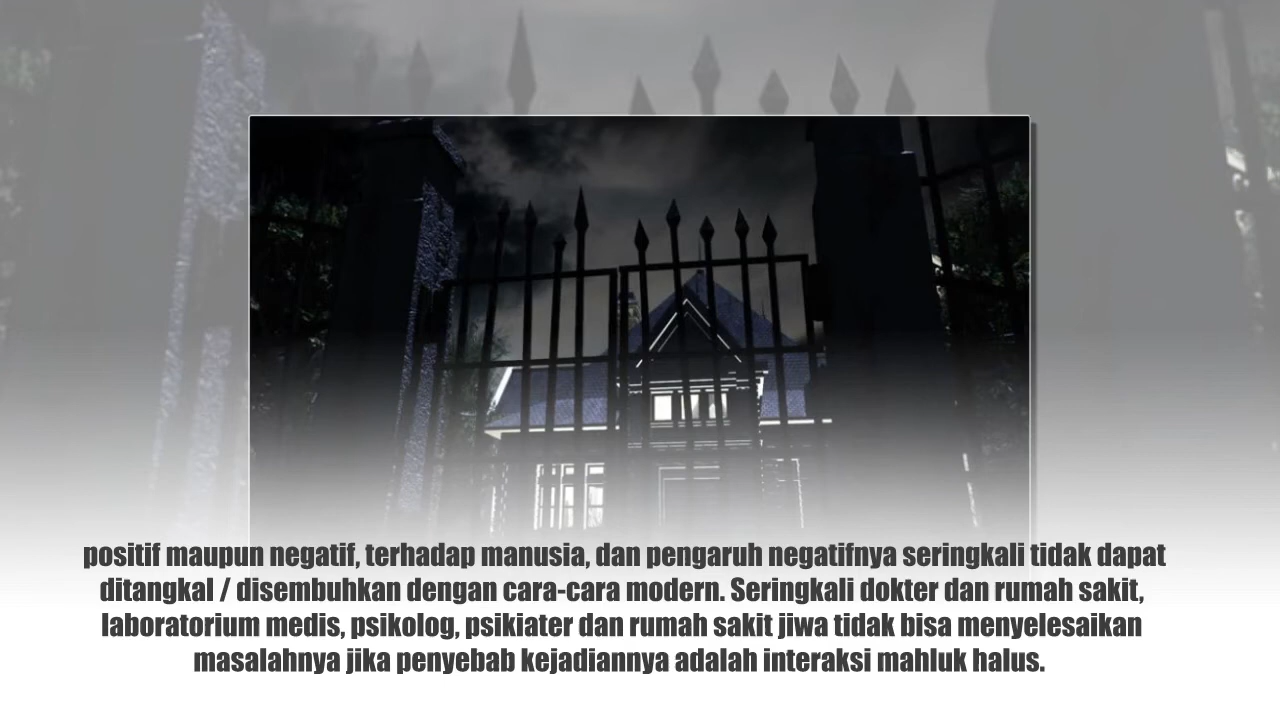 positif maupun negatif, terhadap manusia, dan pengaruh negatifnya seringkali tidak dapat
ditangkal / disembuhkan dengan cara-cara modern. Seringkali dokter dan rumah sakit,
laboratorium medis, psikolog, psikiater dan rumah sakit jiwa tidak bisa menyelesaikan
masalahnya jika penyebab kejadiannya adalah interaksi mahluk halus.